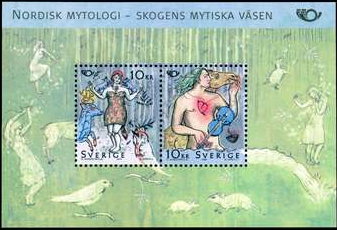 NORDISK MYTOLOGI – SKOGENS MYTISKA VÄSEN
10 KR
SVERIGE
10 KR SVERIGE